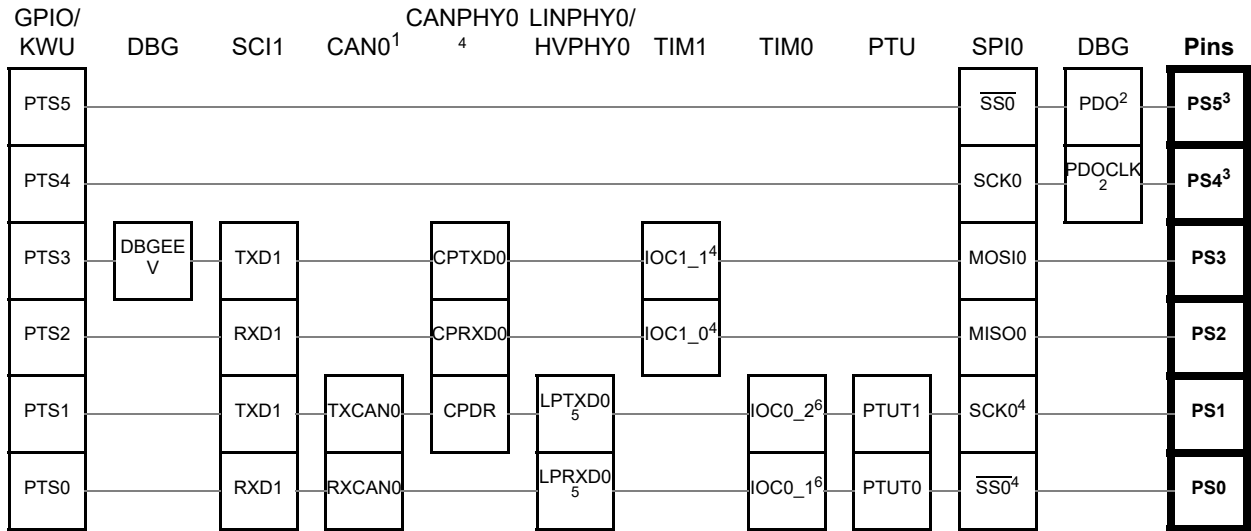 GPIO/ CANPHY0 LINPHY0/
KWU DBG SCI1 CAN01 4 HVPHY0 TIM1 TIM0 PTU SPI0 DBG Pins
PTS5 SS0 PDO2 PS53
PTS4 SCK0 PDOCLK PS43
2
PTS3 DBGEE TXD1 CPTXD0 IOC1_14 MOSI0 PS3
V
PTS2 RXD1 CPRXD0 IOC1_04 MISO0 PS2
PTS1 TXD1 TXCAN0 CPDR LPTXD0 IOC0_26 PTUT1 SCK04 PS1
5
PTS0 RXD1 RXCAN0 LPRXD0 IOC0_16 PTUT0 SS04 PS0
5